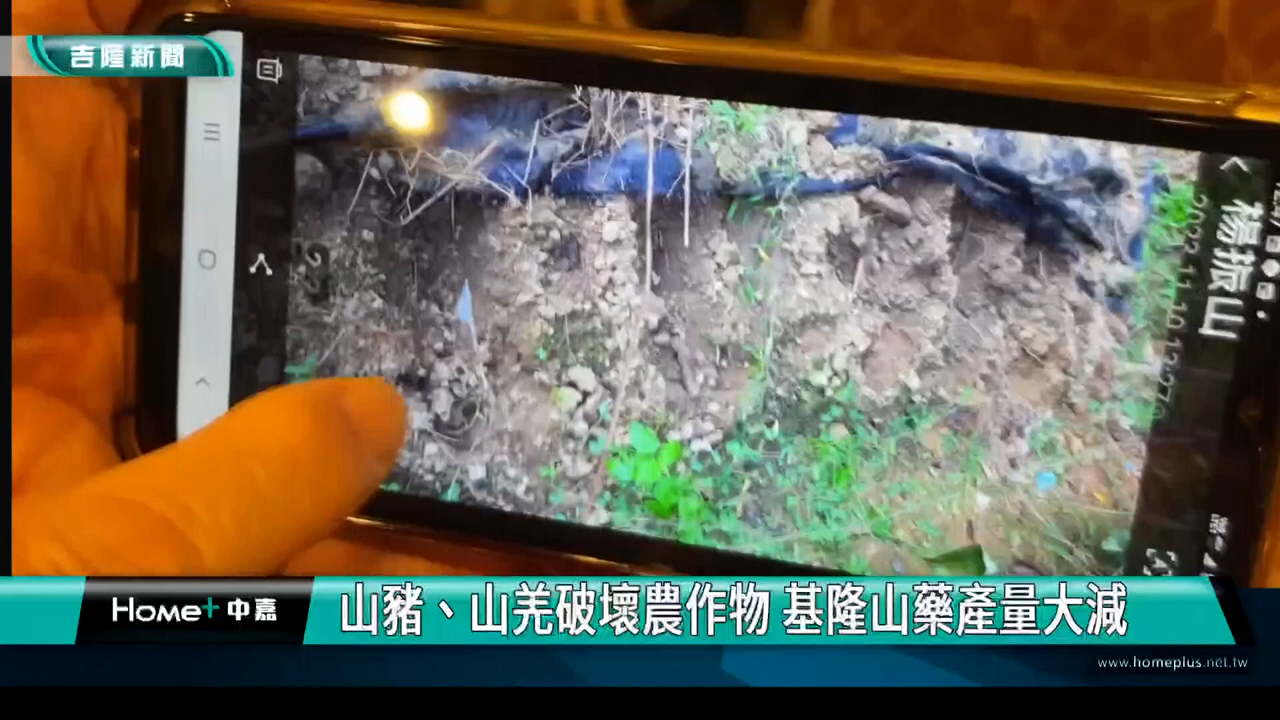 吉隆新聞
楊振山
Home+中嘉
山豬、山羌破壞農作物 基隆山藥產量大減
www.homeplus.net.tw